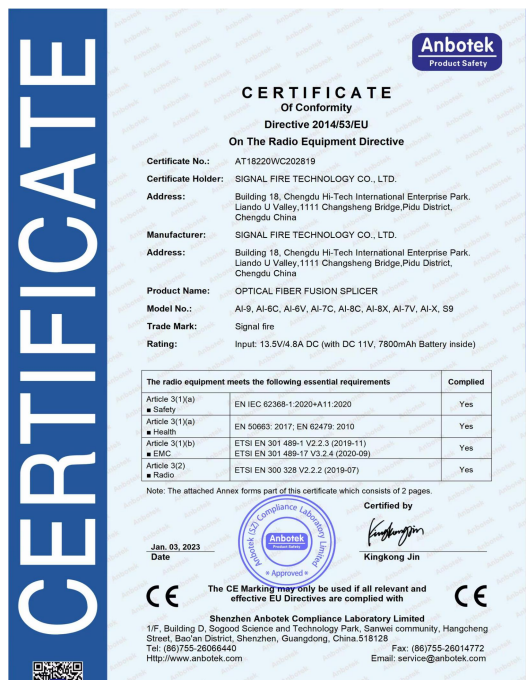 CERTIFICATE
Anbotek
Product Safety
CERTIFICATE
Of Conformity
Directive 2014/53/EU
On The Radio Equipment Directive
Certificate No.: AT18220WC202819
Certificate Holder: SIGNAL FIRE TECHNOLOGY CO., LTD.
Address: Building 18, Chengdu Hi-Tech International Enterprise Park.
Liando U Valley,1111 Changsheng Bridge,Pidu District,
Chengdu China
Manufacturer: SIGNAL FIRE TECHNOLOGY CO., LTD.
Address: Building 18, Chengdu Hi-Tech International Enterprise Park.
Liando U Valley,1111 Changsheng Bridge,Pidu District,
Chengdu China
Product Name: OPTICAL FIBER FUSION SPLICER
Model No.: AI-9, AI-6C, AI-6V, AI-7C, AI-8C, AI-8X, AI-7V, AI-X, S9
Trade Mark: Signal fire
Rating: Input: 13.5V/4.8A DC (with DC 11V, 7800mAh Battery inside)
The radio equipment meets the following essential requirements Complied
Article 3(1)(a)
■ Safety
EN IEC 62368-1:2020+A11:2020 Yes
Article 3(1)(a)
■ Health
EN 50663: 2017; EN 62479: 2010 Yes
Article 3(1)(b)
■ EMC
ETSI EN 301 489-1 V2.2.3 (2019-11)
ETSI EN 301 489-17 V3.2.4 (2020-09)
Yes
Article 3(2)
■ Radio
ETSI EN 300 328 V2.2.2 (2019-07) Yes
Note: The attached Annex forms part of this certificate which consists of 2 pages.
Certified by
Anbotek (SZ) Compliance Laboratory Limited
Anbotek
Product Safety
* Approved *
Jan. 03, 2023
Date
Kingkong Jin
Kingkong Jin
CE
The CE Marking may only be used if all relevant and
effective EU Directives are complied with
CE
Shenzhen Anbotek Compliance Laboratory Limited
1/F, Building D, Sogood Science and Technology Park, Sanwei community, Hangcheng
Street, Bao'an District, Shenzhen, Guangdong, China.518128
Tel: (86)755-26066440 Fax: (86)755-26014772
Http://www.anbotek.com Email: service@anbotek.com